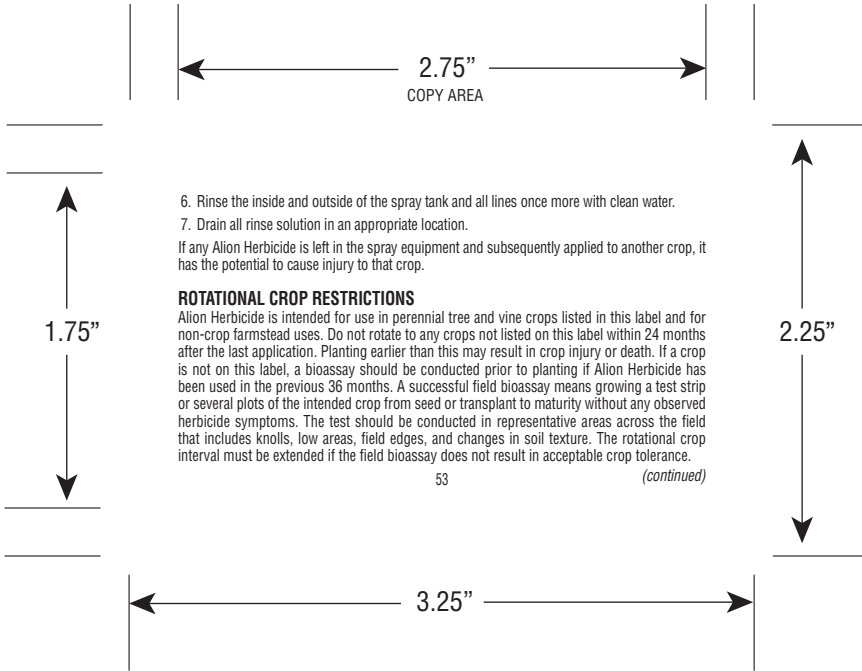 2.75”
COPY AREA
6. Rinse the inside and outside of the spray tank and all lines once more with clean water.
7. Drain all rinse solution in an appropriate location.
If any Alion Herbicide is left in the spray equipment and subsequently applied to another crop, it
has the potential to cause injury to that crop.
ROTATIONAL CROP RESTRICTIONS
Alion Herbicide is intended for use in perennial tree and vine crops listed in this label and for
non-crop farmstead uses. Do not rotate to any crops not listed on this label within 24 months
after the last application. Planting earlier than this may result in crop injury or death. If a crop
is not on this label, a bioassay should be conducted prior to planting if Alion Herbicide has
been used in the previous 36 months. A successful field bioassay means growing a test strip
or several plots of the intended crop from seed or transplant to maturity without any observed
herbicide symptoms. The test should be conducted in representative areas across the field
that includes knolls, low areas, field edges, and changes in soil texture. The rotational crop
interval must be extended if the field bioassay does not result in acceptable crop tolerance.
53
(continued)
1.75”
2.25”
3.25”